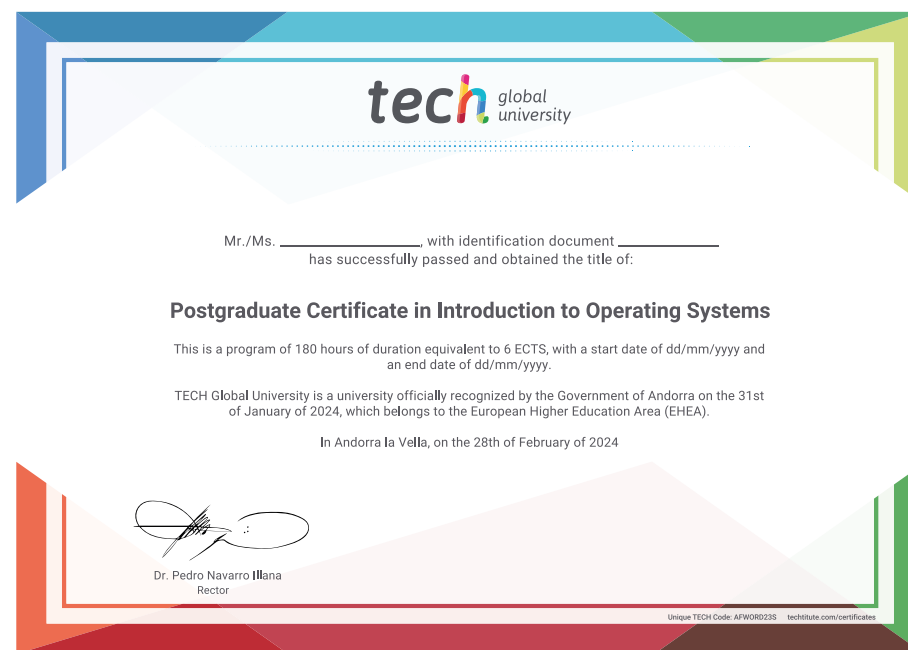 tech global university
Mr./Ms. ____________, with identification document ____________
has successfully passed and obtained the title of:
Postgraduate Certificate in Introduction to Operating Systems
This is a program of 180 hours of duration equivalent to 6 ECTS, with a start date of dd/mm/yyyy and
an end date of dd/mm/yyyy.
TECH Global University is a university officially recognized by the Government of Andorra on the 31st
of January of 2024, which belongs to the European Higher Education Area (EHEA).
In Andorra la Vella, on the 28th of February of 2024
Dr. Pedro Navarro Illana
Rector
Unique TECH Code: AFWORD23S techtitute.com/certificates